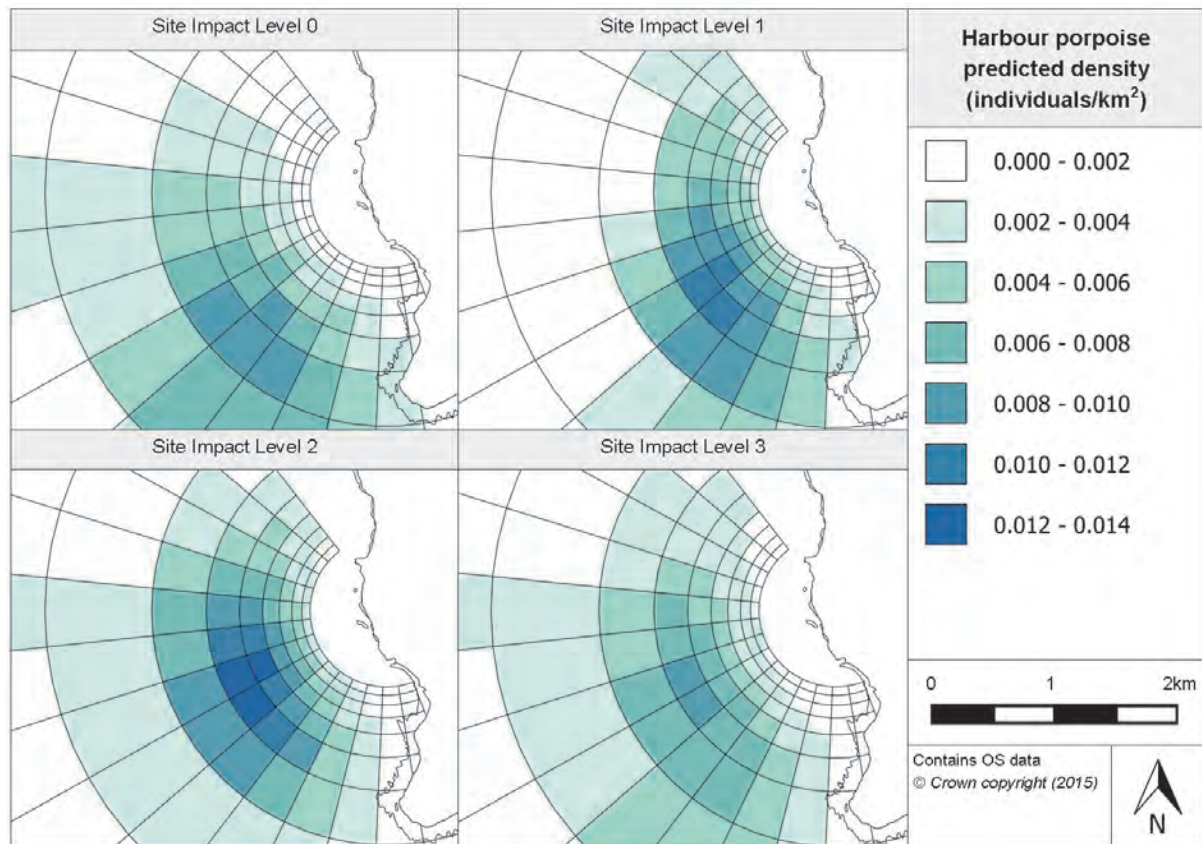 Site Impact Level 0
Site Impact Level 1
Site Impact Level 2
Site Impact Level 3
Harbour porpoise
predicted density
(individuals/km²)
0.000 - 0.002
0.002 - 0.004
0.004 - 0.006
0.006 - 0.008
0.008 - 0.010
0.010 - 0.012
0.012 - 0.014
0 1 2km
Contains OS data
© Crown copyright (2015)
N